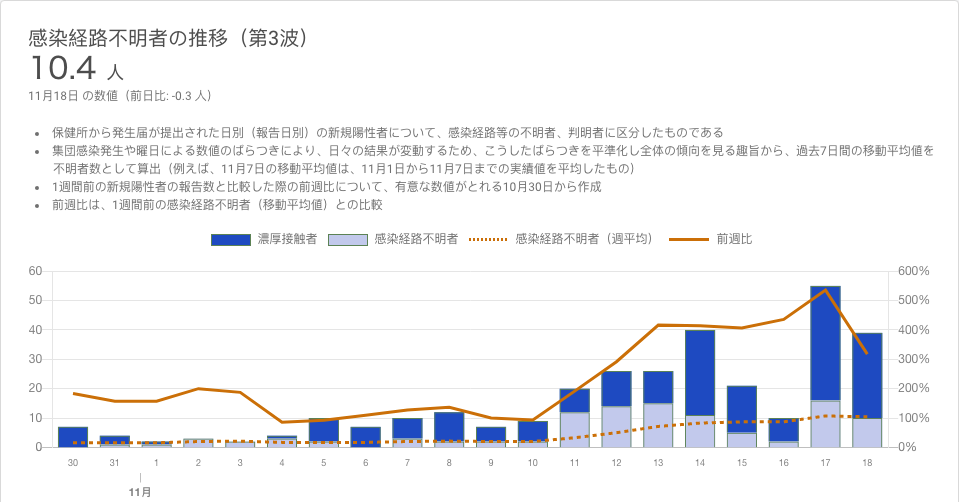 感染経路不明者の推移（第3波）
10.4 人
11月18日 の数値（前日比: -0.3 人）
• 保健所から発生届が提出された日別（報告日別）の新規陽性者について、感染経路等の不明者、判明者に区分したものである
• 集団感染発生や曜日による数値のばらつきにより、日々の結果が変動するため、こうしたばらつきを平準化し全体の傾向を見る趣旨から、過去7日間の移動平均値を
不明者数として算出（例えば、11月7日の移動平均値は、11月1日から11月7日までの実績値を平均したもの）
• 1週間前の新規陽性者の報告数と比較した際の前週比について、有意な数値がとれる10月30日から作成
• 前週比は、1週間前の感染経路不明者（移動平均値）との比較
濃厚接触者 感染経路不明者 感染経路不明者（週平均） 前週比
60 600%
50 500%
40 400%
30 300%
20 200%
10 100%
0 0%
30 31 1 2 3 4 5 6 7 8 9 10 11 12 13 14 15 16 17 18
11月